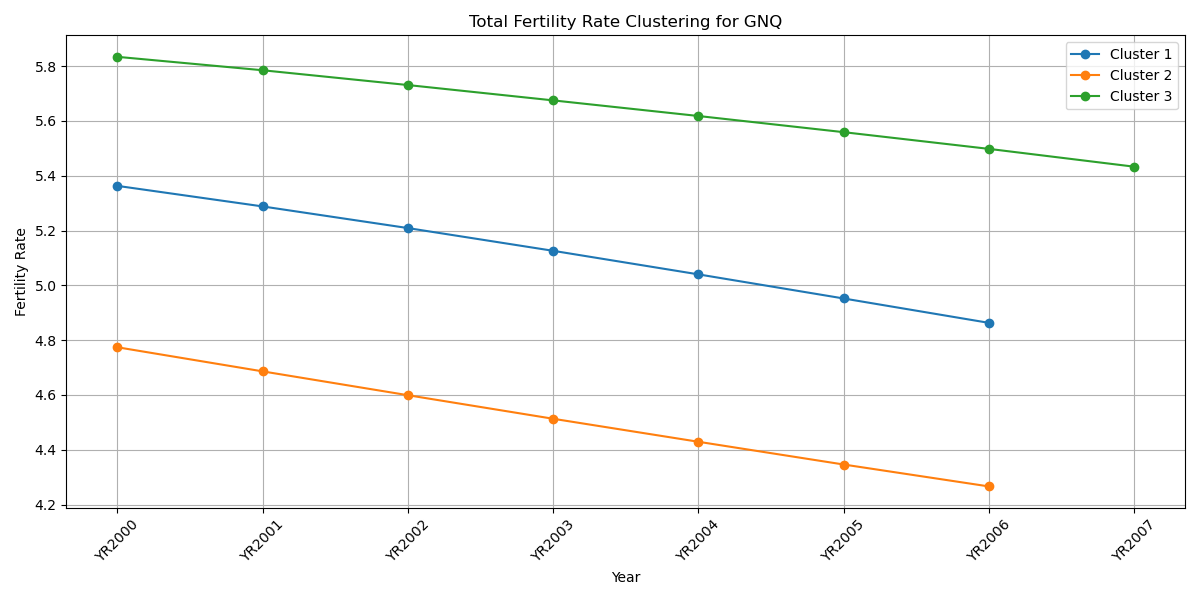 Total Fertility Rate Clustering for GNQ
Cluster 1
Cluster 2
Cluster 3
Fertility Rate
5.8
5.6
5.4
5.2
5.0
4.8
4.6
4.4
4.2
YR2000
YR2001
YR2002
YR2003
YR2004
YR2005
YR2006
YR2007
Year